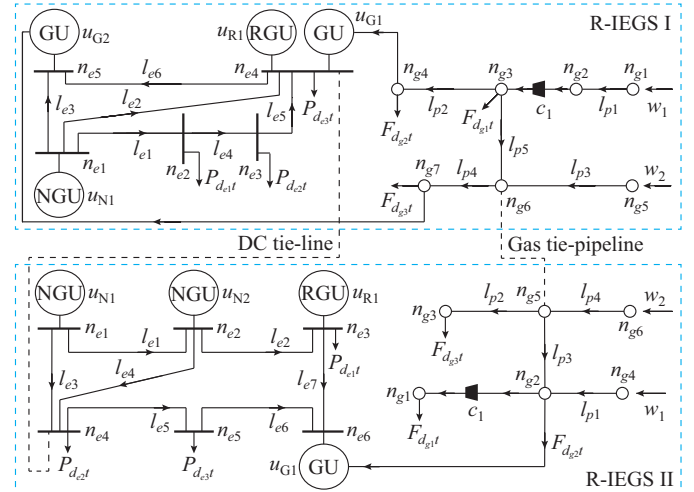 GU u_G2 RGU u_R1 GU u_G1 R-IEGS I
n_e5 l_e6 n_e4 n_g4 n_g3 n_g2 n_g1
l_e3 l_e2 l_e5 P_{d_e3 t} l_p2 c_1 l_p1 w_1
F_{d_g2 t} F_{d_g1 t}
l_e1 l_e4 l_p5
n_e1 n_e2 n_e3 n_g7 l_p4 l_p3 w_2
P_{d_e1 t} P_{d_e2 t}
NGU u_N1 F_{d_g3 t} n_g6 n_g5
DC tie-line Gas tie-pipeline
NGU u_N1 NGU u_N2 RGU u_R1 l_p2 n_g5 l_p4 w_2
n_e1 l_e1 n_e2 l_e2 n_e3 n_g3 n_g6
P_{d_e1 t} F_{d_g3 t} l_p3
l_e3 l_e4 l_e7 n_g1 n_g2 n_g4
c_1 l_p1 w_1
l_e5 l_e6 F_{d_g1 t}
n_e4 n_e5 n_e6 F_{d_g2 t}
P_{d_e2 t} P_{d_e3 t} u_G1 GU
R-IEGS II